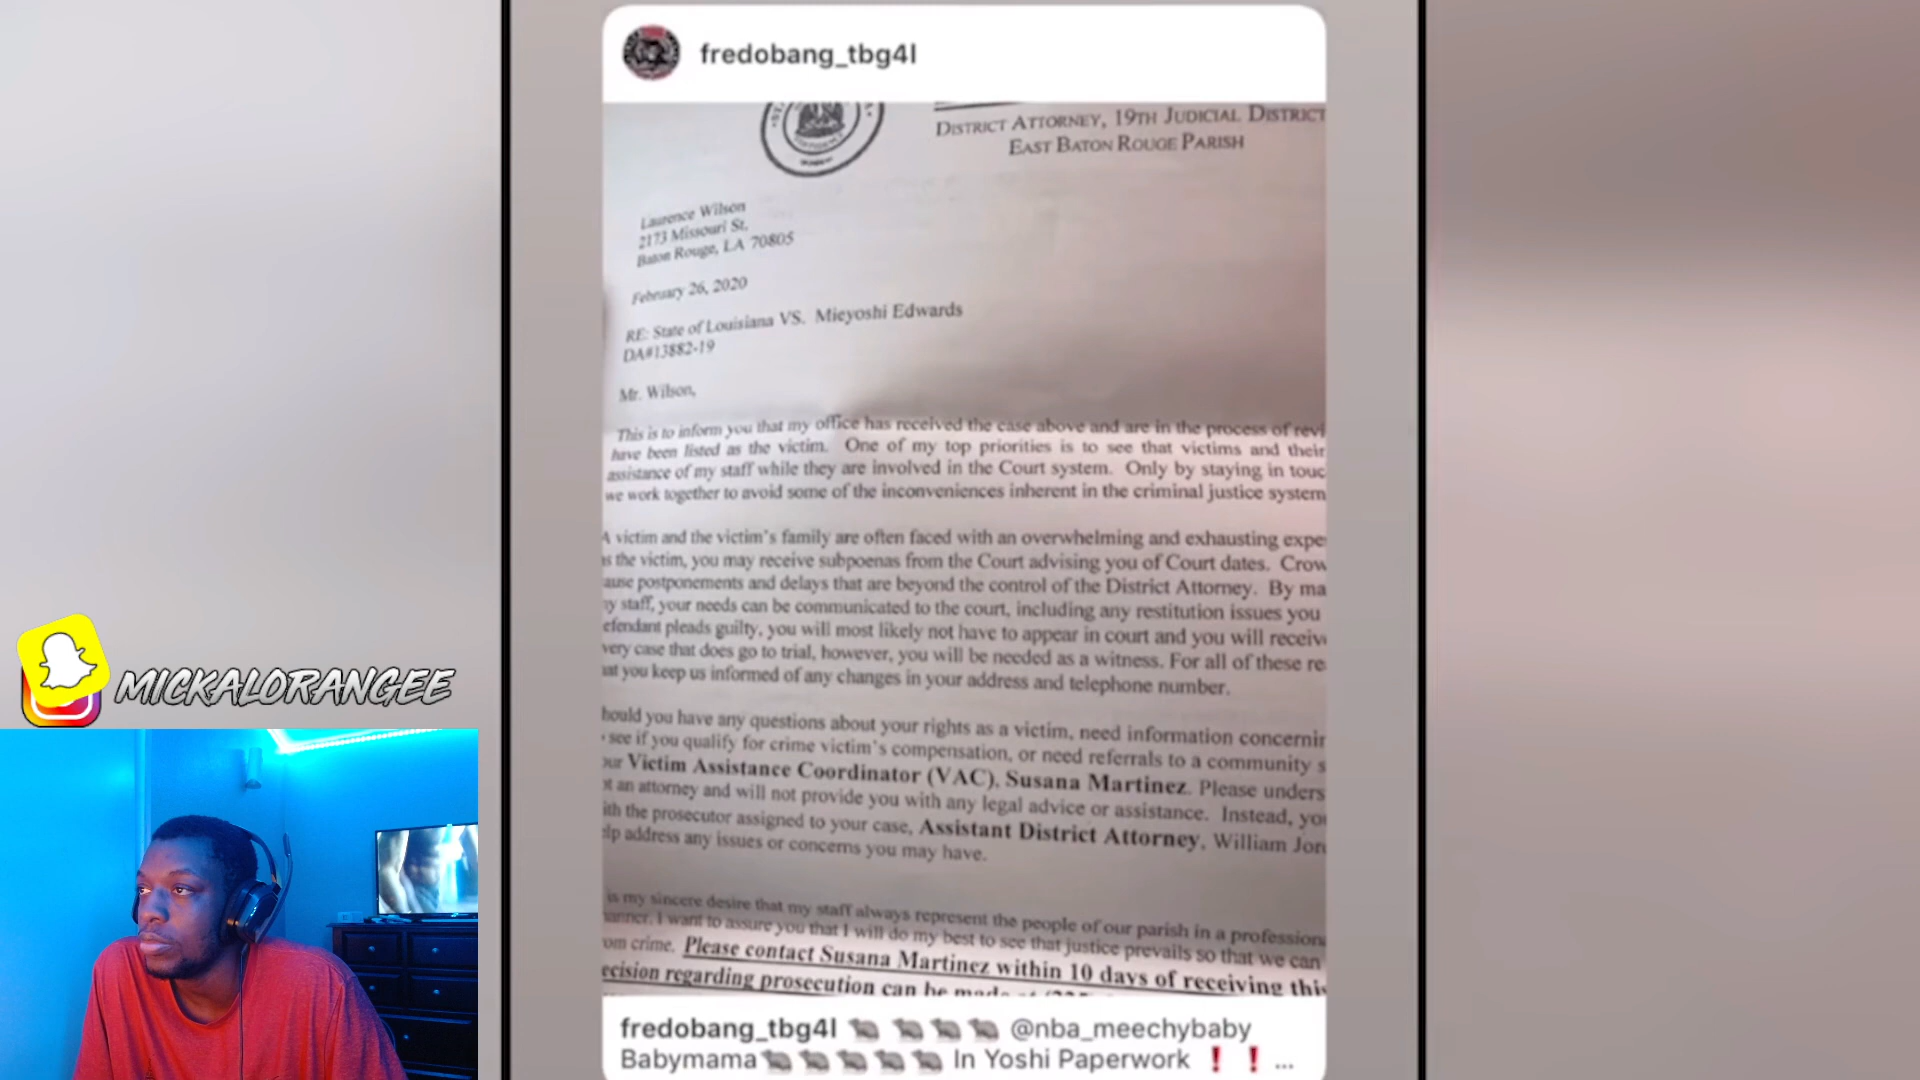 fredobang_tbg4l
DISTRICT ATTORNEY, 19TH JUDICIAL DISTRICT
EAST BATON ROUGE PARISH
Laurence Wilson
2173 Missouri St.
Baton Rouge, LA 70805
February 26, 2020
RE: State of Louisiana VS. Mieyoshi Edwards
DA#13882-19
Mr. Wilson,
This is to inform you that my office has received the case above and are in the process of revi
have been listed as the victim. One of my top priorities is to see that victims and their
assistance of my staff while they are involved in the Court system. Only by staying in touc
we work together to avoid some of the inconveniences inherent in the criminal justice system
A victim and the victim's family are often faced with an overwhelming and exhausting expe
as the victim, you may receive subpoenas from the Court advising you of Court dates. Crow
ause postponements and delays that are beyond the control of the District Attorney. By ma
y staff, your needs can be communicated to the court, including any restitution issues you
efendant pleads guilty, you will most likely not have to appear in court and you will receiv
very case that does go to trial, however, you will be needed as a witness. For all of these re
at you keep us informed of any changes in your address and telephone number.
hould you have any questions about your rights as a victim, need information concernin
see if you qualify for crime victim's compensation, or need referrals to a community s
our Victim Assistance Coordinator (VAC), Susana Martinez. Please unders
ot an attorney and will not provide you with any legal advice or assistance. Instead, you
ith the prosecutor assigned to your case, Assistant District Attorney, William Jor
elp address any issues or concerns you may have.
is my sincere desire that my staff always represent the people of our parish in a professiona
manner. I want to assure you that I will do my best to see that justice prevails so that we can
om crime. Please contact Susana Martinez within 10 days of receiving this
ecision regarding prosecution can be made at
MICKALORANGEE
fredobang_tbg4l 🐀 🐀 🐀 🐀 @nba_meechybaby
Babymama🐀 🐀 🐀 🐀 🐀 In Yoshi Paperwork ❗ ❗ ...